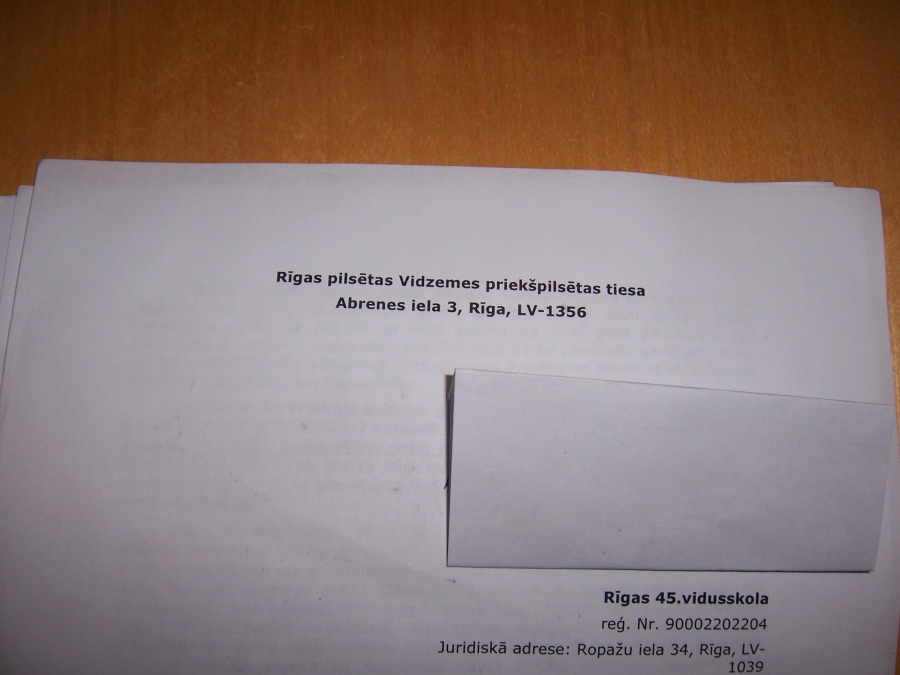 Rīgas pilsētas Vidzemes priekšpilsētas tiesa
Abrenes iela 3, Rīga, LV-1356
Rīgas 45.vidusskola
reģ. Nr. 90002202204
Juridiskā adrese: Ropažu iela 34, Rīga, LV-
1039